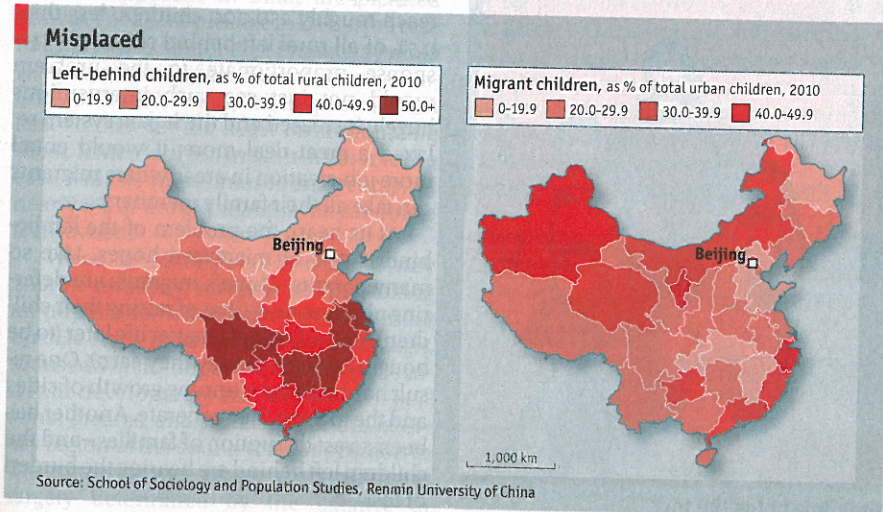 Misplaced
Left-behind children, as % of total rural children, 2010
0-19.9 20.0-29.9 30.0-39.9 40.0-49.9 50.0+
Migrant children, as % of total urban children, 2010
0-19.9 20.0-29.9 30.0-39.9 40.0-49.9
Beijing
Beijing
1,000 km
Source: School of Sociology and Population Studies, Renmin University of China